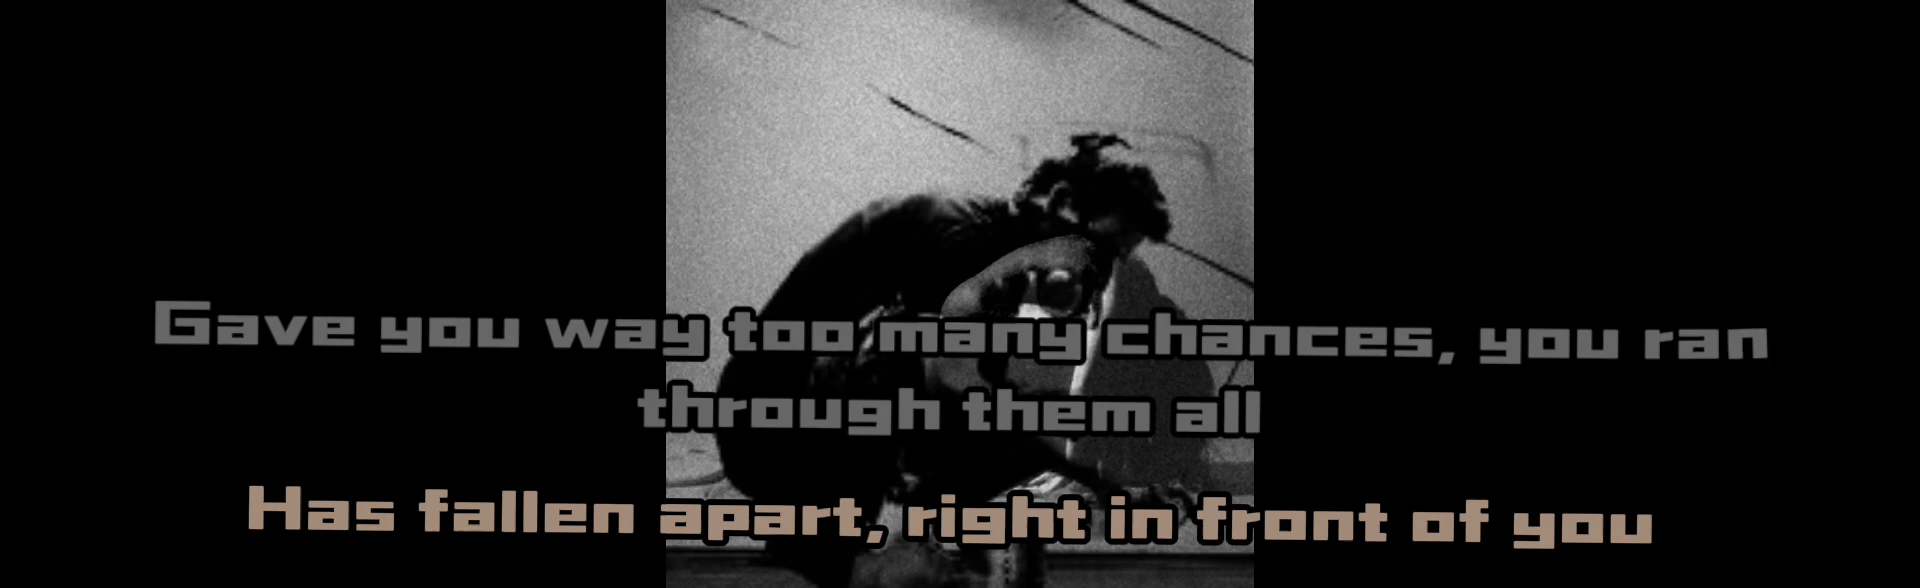 Gave you way too many chances, you ran
through them all
Has fallen apart, right in front of you